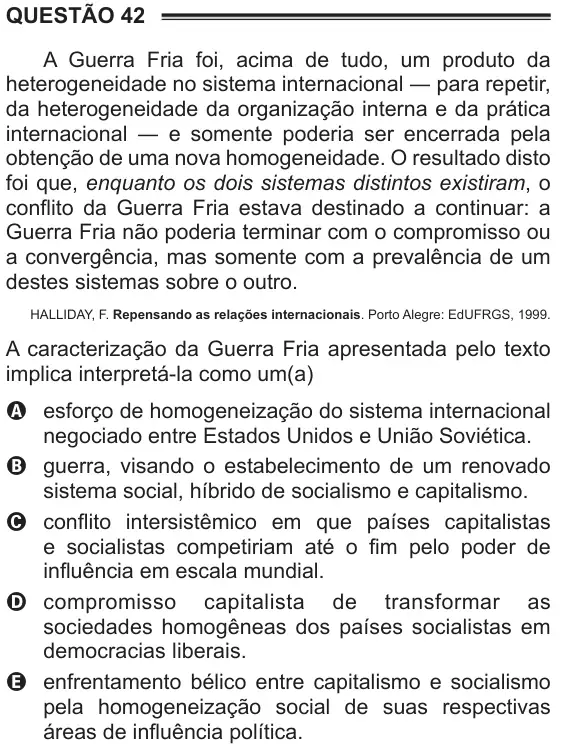 QUESTÃO 42
A Guerra Fria foi, acima de tudo, um produto da
heterogeneidade no sistema internacional — para repetir,
da heterogeneidade da organização interna e da prática
internacional — e somente poderia ser encerrada pela
obtenção de uma nova homogeneidade. O resultado disto
foi que, enquanto os dois sistemas distintos existiram, o
conflito da Guerra Fria estava destinado a continuar: a
Guerra Fria não poderia terminar com o compromisso ou
a convergência, mas somente com a prevalência de um
destes sistemas sobre o outro.
HALLIDAY, F. Repensando as relações internacionais. Porto Alegre: EdUFRGS, 1999.
A caracterização da Guerra Fria apresentada pelo texto
implica interpretá-la como um(a)
A esforço de homogeneização do sistema internacional
negociado entre Estados Unidos e União Soviética.
B guerra, visando o estabelecimento de um renovado
sistema social, híbrido de socialismo e capitalismo.
C conflito intersistêmico em que países capitalistas
e socialistas competiriam até o fim pelo poder de
influência em escala mundial.
D compromisso capitalista de transformar as
sociedades homogêneas dos países socialistas em
democracias liberais.
E enfrentamento bélico entre capitalismo e socialismo
pela homogeneização social de suas respectivas
áreas de influência política.